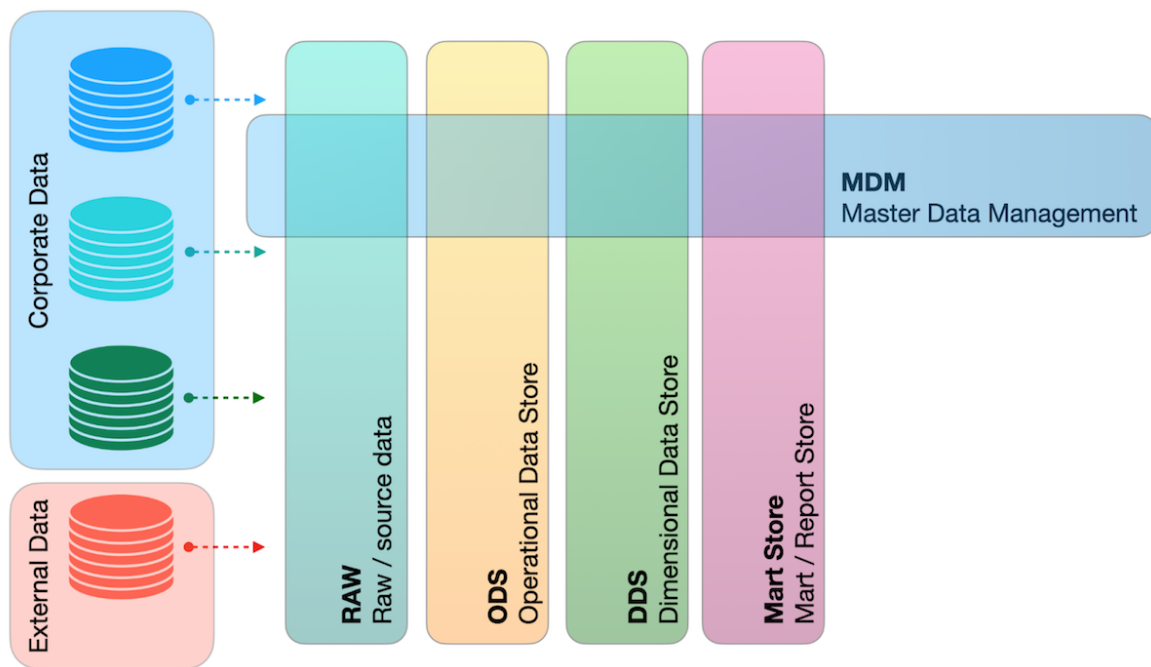 Corporate Data
External Data
RAW
Raw / source data
ODS
Operational Data Store
DDS
Dimensional Data Store
Mart Store
Mart / Report Store
MDM
Master Data Management